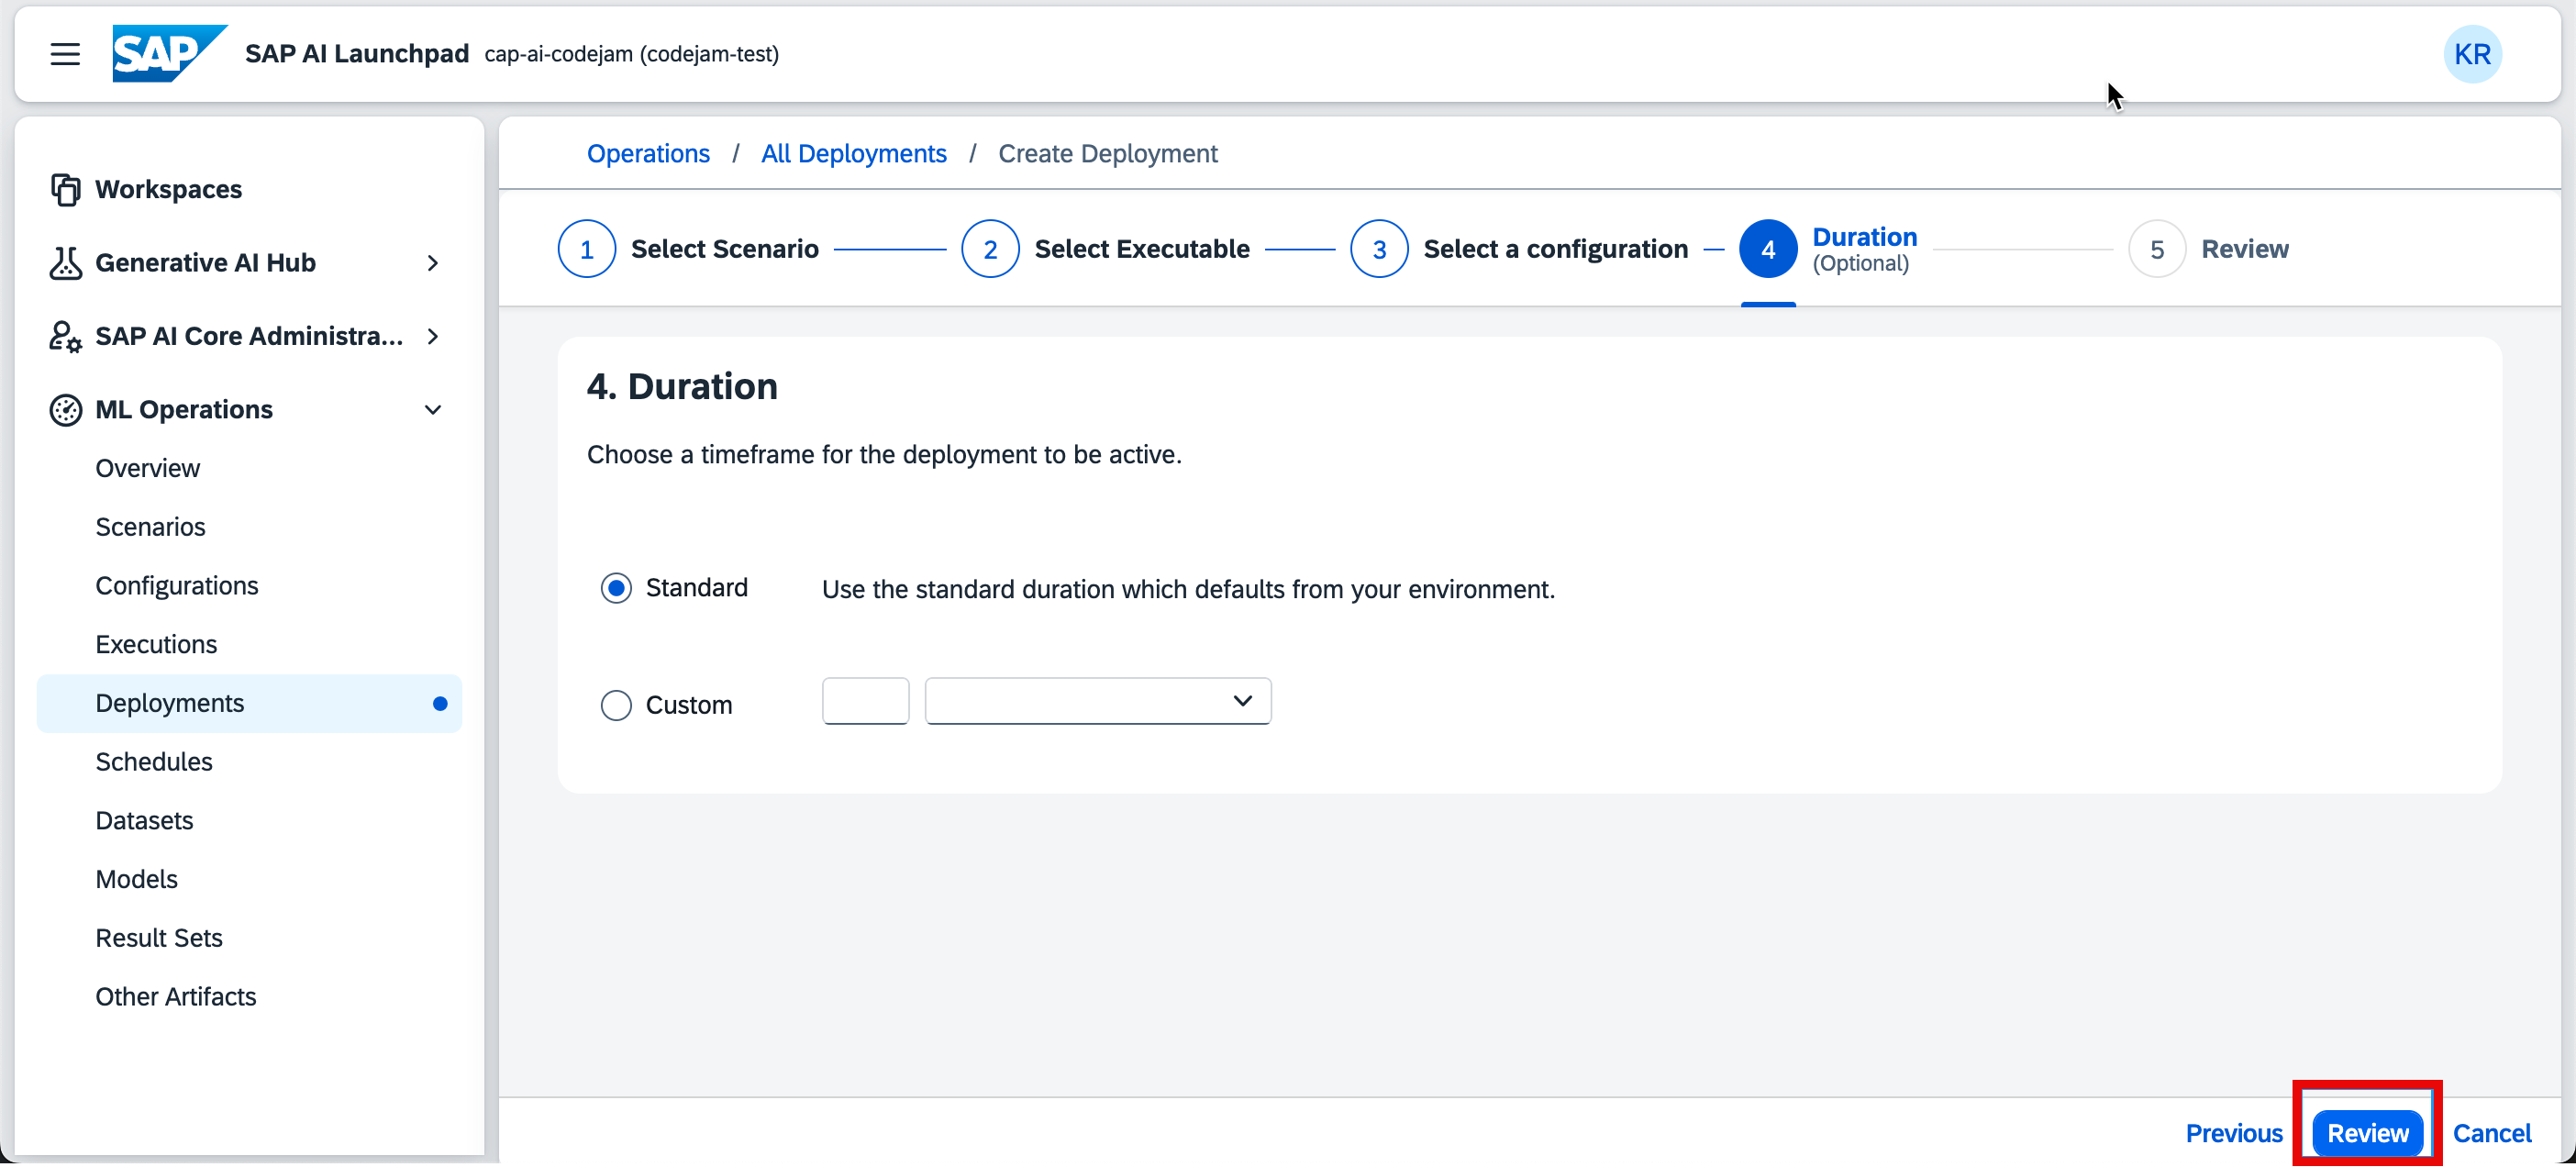 SAP SAP AI Launchpad cap-ai-codejam (codejam-test) KR
Workspaces
Generative AI Hub
SAP AI Core Administra...
ML Operations
Overview
Scenarios
Configurations
Executions
Deployments
Schedules
Datasets
Models
Result Sets
Other Artifacts
Operations / All Deployments / Create Deployment
1 Select Scenario 2 Select Executable 3 Select a configuration 4 Duration (Optional) 5 Review
4. Duration
Choose a timeframe for the deployment to be active.
Standard Use the standard duration which defaults from your environment.
Custom
Previous Review Cancel